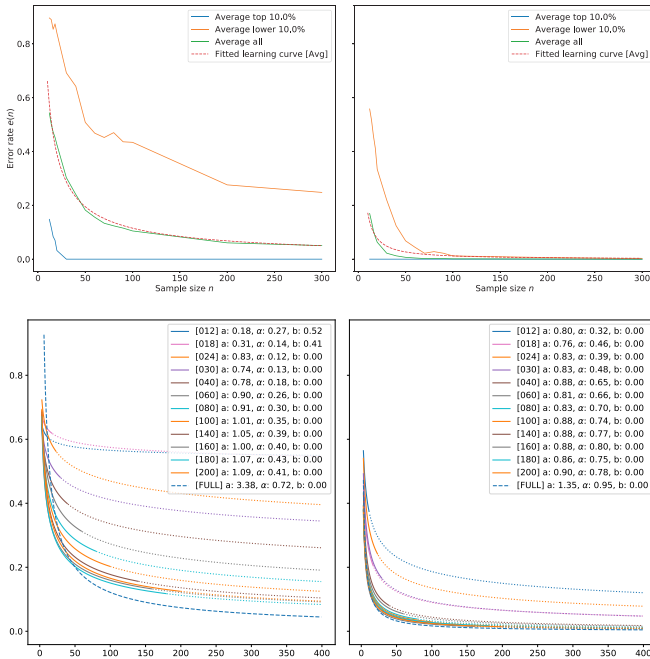 Average top 10.0%
Average lower 10.0%
Average all
Fitted learning curve [Avg]
0.8
0.6
0.4
0.2
0.0
Error rate e(n)
0 50 100 150 200 250 300
Sample size n
Average top 10.0%
Average lower 10.0%
Average all
Fitted learning curve [Avg]
0 50 100 150 200 250 300
Sample size n
[012] a: 0.18, α: 0.27, b: 0.52
[018] a: 0.31, α: 0.14, b: 0.41
[024] a: 0.83, α: 0.12, b: 0.00
[030] a: 0.74, α: 0.13, b: 0.00
[040] a: 0.78, α: 0.18, b: 0.00
[060] a: 0.90, α: 0.26, b: 0.00
[080] a: 0.91, α: 0.30, b: 0.00
[100] a: 1.01, α: 0.35, b: 0.00
[140] a: 1.05, α: 0.39, b: 0.00
[160] a: 1.00, α: 0.40, b: 0.00
[180] a: 1.07, α: 0.43, b: 0.00
[200] a: 1.09, α: 0.41, b: 0.00
[FULL] a: 3.38, α: 0.72, b: 0.00
0.8
0.6
0.4
0.2
0.0
0 50 100 150 200 250 300 350 400
[012] a: 0.80, α: 0.32, b: 0.00
[018] a: 0.76, α: 0.46, b: 0.00
[024] a: 0.83, α: 0.39, b: 0.00
[030] a: 0.83, α: 0.48, b: 0.00
[040] a: 0.88, α: 0.65, b: 0.00
[060] a: 0.81, α: 0.66, b: 0.00
[080] a: 0.83, α: 0.70, b: 0.00
[100] a: 0.88, α: 0.74, b: 0.00
[140] a: 0.88, α: 0.77, b: 0.00
[160] a: 0.88, α: 0.80, b: 0.00
[180] a: 0.86, α: 0.75, b: 0.00
[200] a: 0.90, α: 0.78, b: 0.00
[FULL] a: 1.35, α: 0.95, b: 0.00
0 50 100 150 200 250 300 350 400